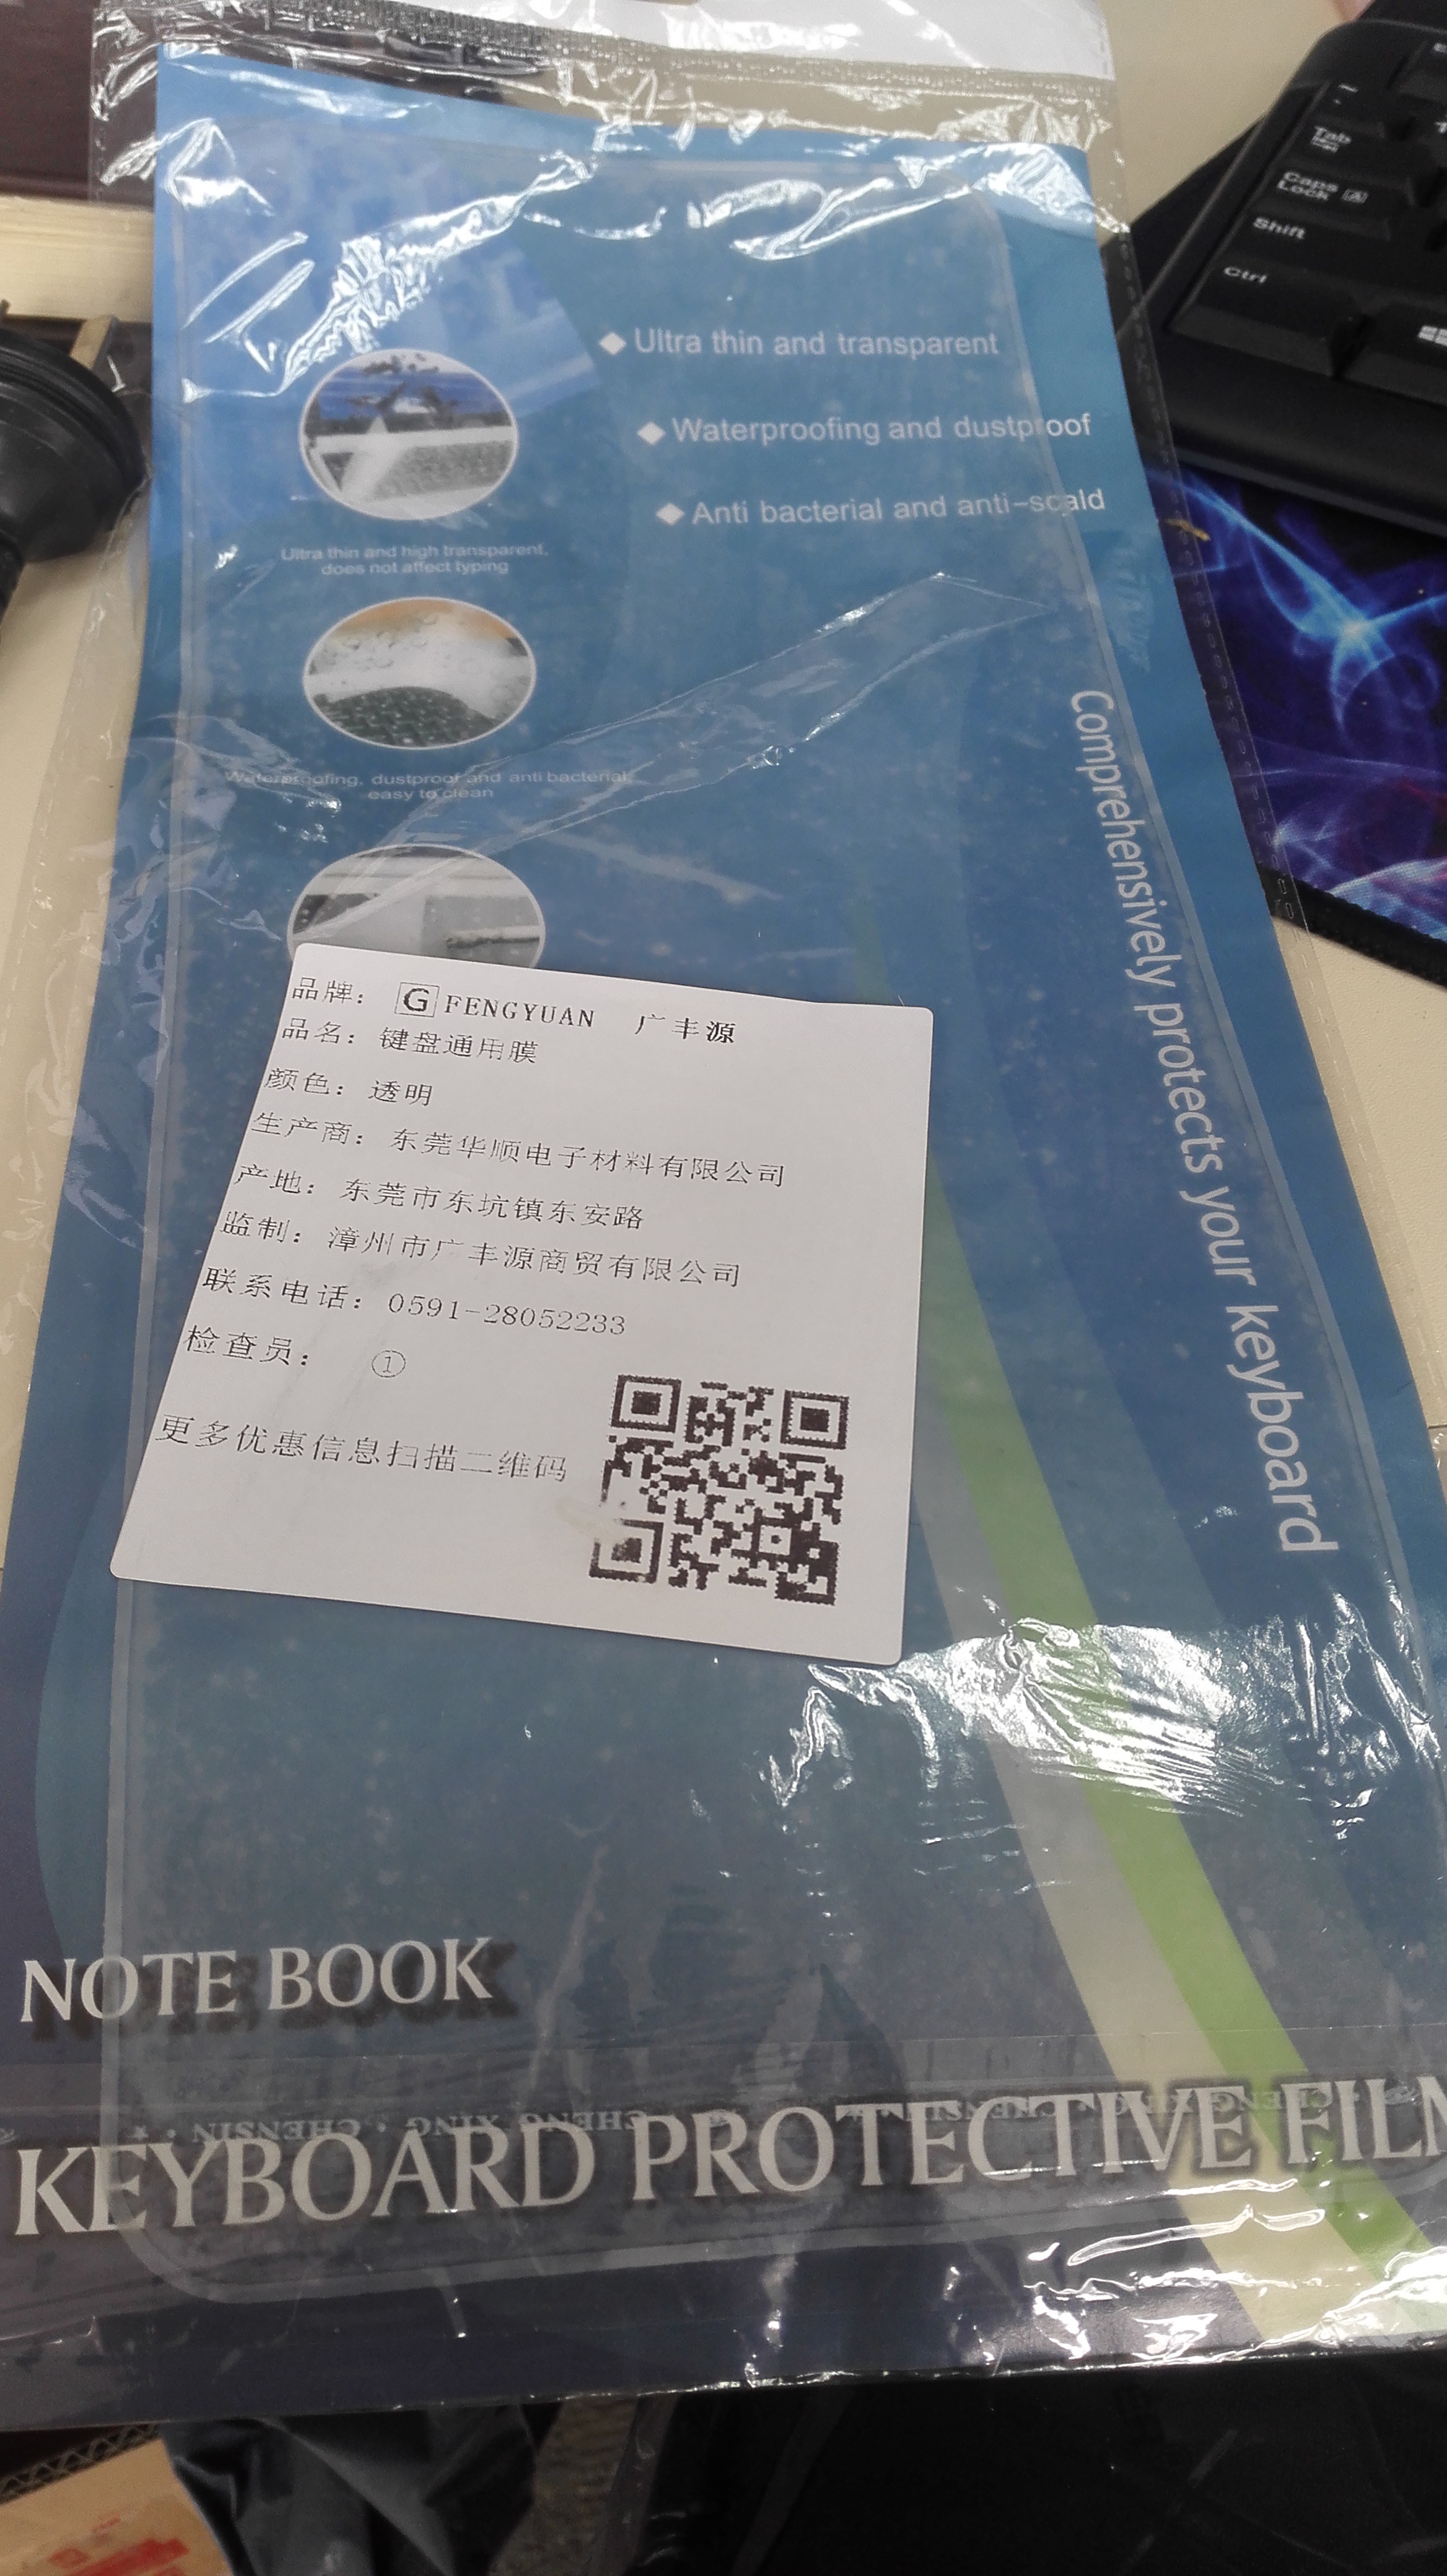 Tab
Caps Lock
Shift
Ctrl
Ultra thin and transparent
Waterproofing and dustproof
Anti bacterial and anti-scald
Ultra thin and high transparent,
does not affect typing
Waterproofing, dustproof and anti bacterial,
easy to clean
Comprehensively protects your keyboard
品牌: G FENGYUAN 广丰源
品名: 键盘通用膜
颜色: 透明
生产商: 东莞华顺电子材料有限公司
产地: 东莞市东坑镇东安路
监制: 漳州市广丰源商贸有限公司
联系电话: 0591-28052233
检查员: ①
更多优惠信息扫描二维码
NOTE BOOK
CHENSIN · CHENG XING · CHENSIN
KEYBOARD PROTECTIVE FILM